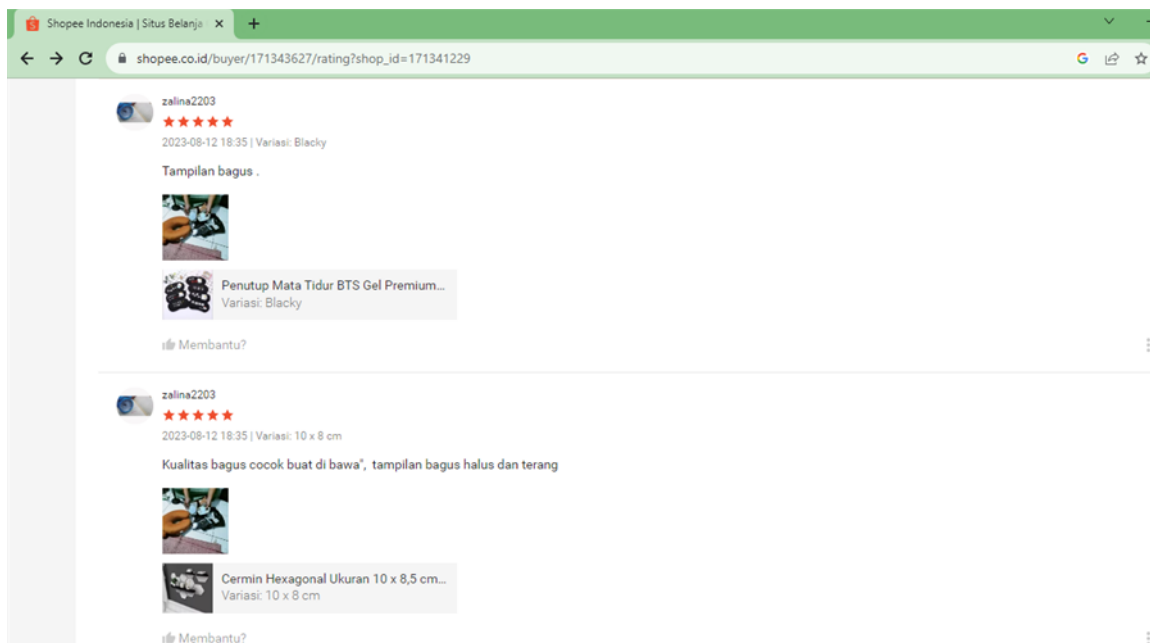 Shopee Indonesia | Situs Belanja
shopee.co.id/buyer/171343627/rating?shop_id=171341229
zalina2203
2023-08-12 18:35 | Variasi: Blacky
Tampilan bagus .
Penutup Mata Tidur BTS Gel Premium...
Variasi: Blacky
Membantu?
zalina2203
2023-08-12 18:35 | Variasi: 10 x 8 cm
Kualitas bagus cocok buat di bawa", tampilan bagus halus dan terang
Cermin Hexagonal Ukuran 10 x 8,5 cm...
Variasi: 10 x 8 cm
Membantu?